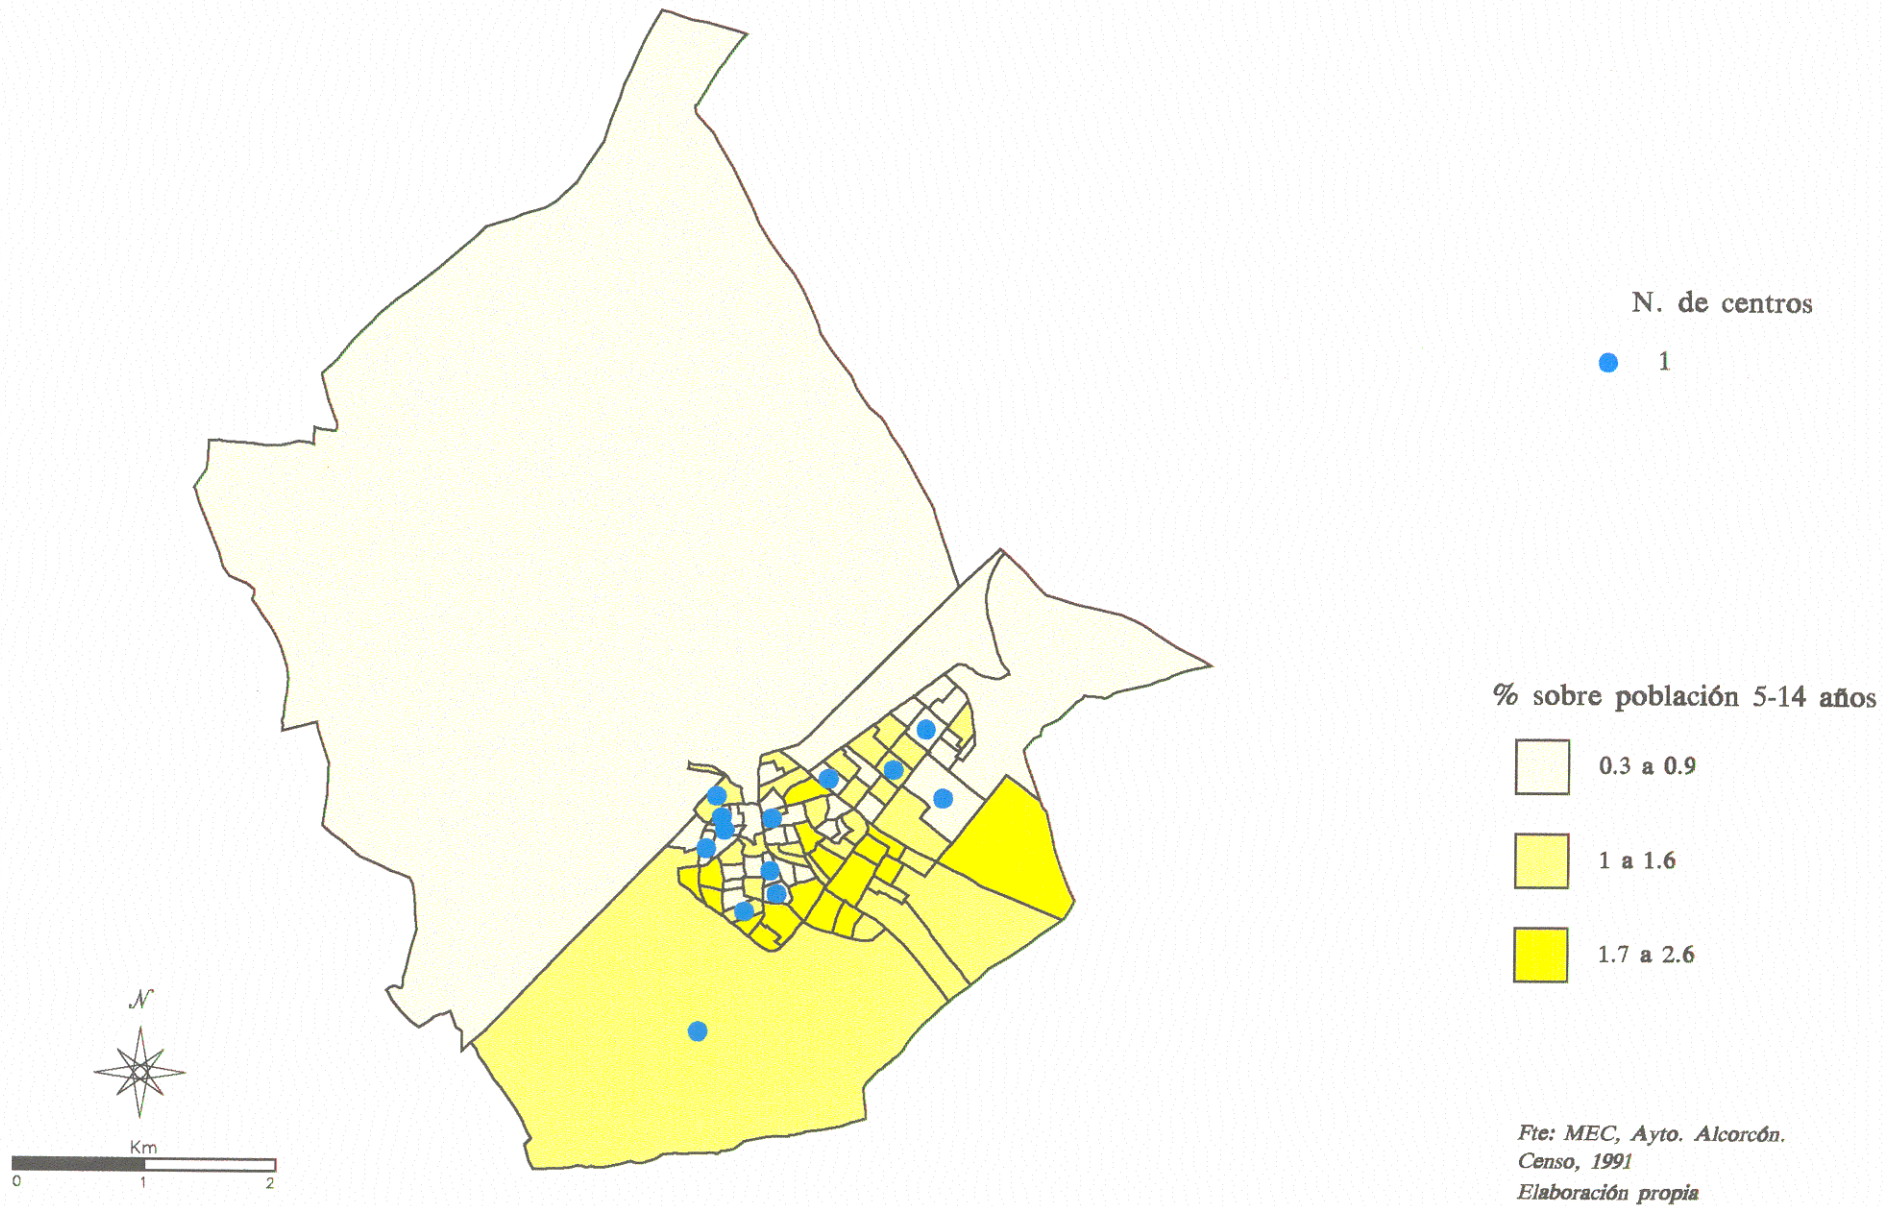 N. de centros
1
% sobre población 5-14 años
0.3 a 0.9
1 a 1.6
1.7 a 2.6
N
Km
0 1 2
Fte: MEC, Ayto. Alcorcón.
Censo, 1991
Elaboración propia